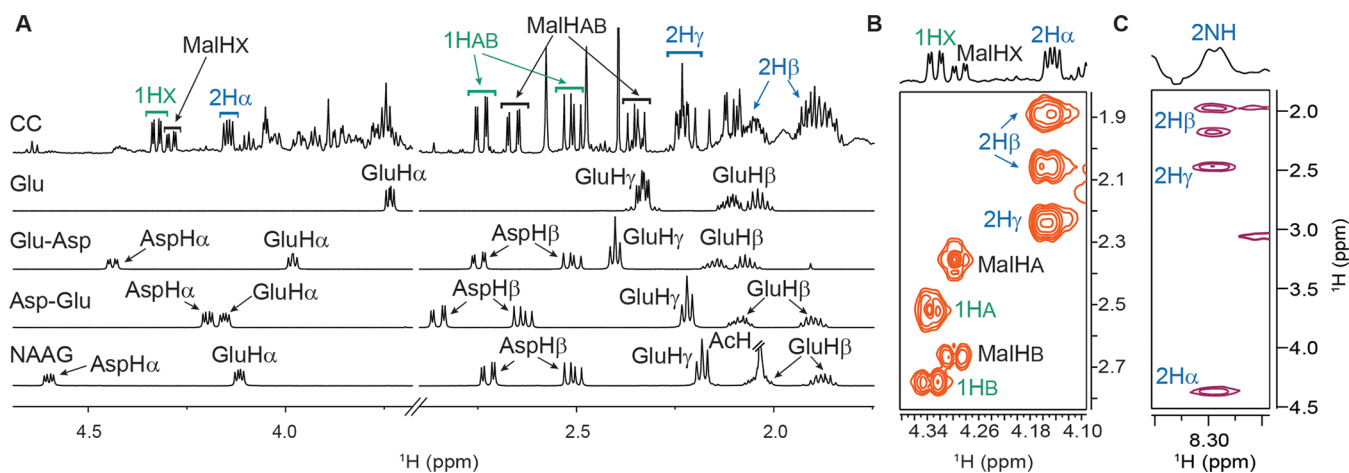 A
MalHX
1HAB
MalHAB
2Hγ
1HX
2Hα
2Hβ
CC
Glu
GluHα
GluHγ
GluHβ
Glu-Asp
AspHα
GluHα
AspHβ
GluHγ
GluHβ
Asp-Glu
AspHα
GluHα
AspHβ
GluHγ
GluHβ
NAAG
AspHα
GluHα
AspHβ
GluHγ
AcH
GluHβ
4.5
4.0
2.5
2.0
¹H (ppm)
B
1HX
MalHX
2Hα
2Hβ
2Hγ
MalHA
1HA
MalHB
1HB
1.9
2.1
2.3
2.5
2.7
4.34
4.26
4.18
4.10
¹H (ppm)
C
2NH
2Hβ
2Hγ
2Hα
2.0
2.5
3.0
3.5
4.0
4.5
¹H (ppm)
8.30
¹H (ppm)